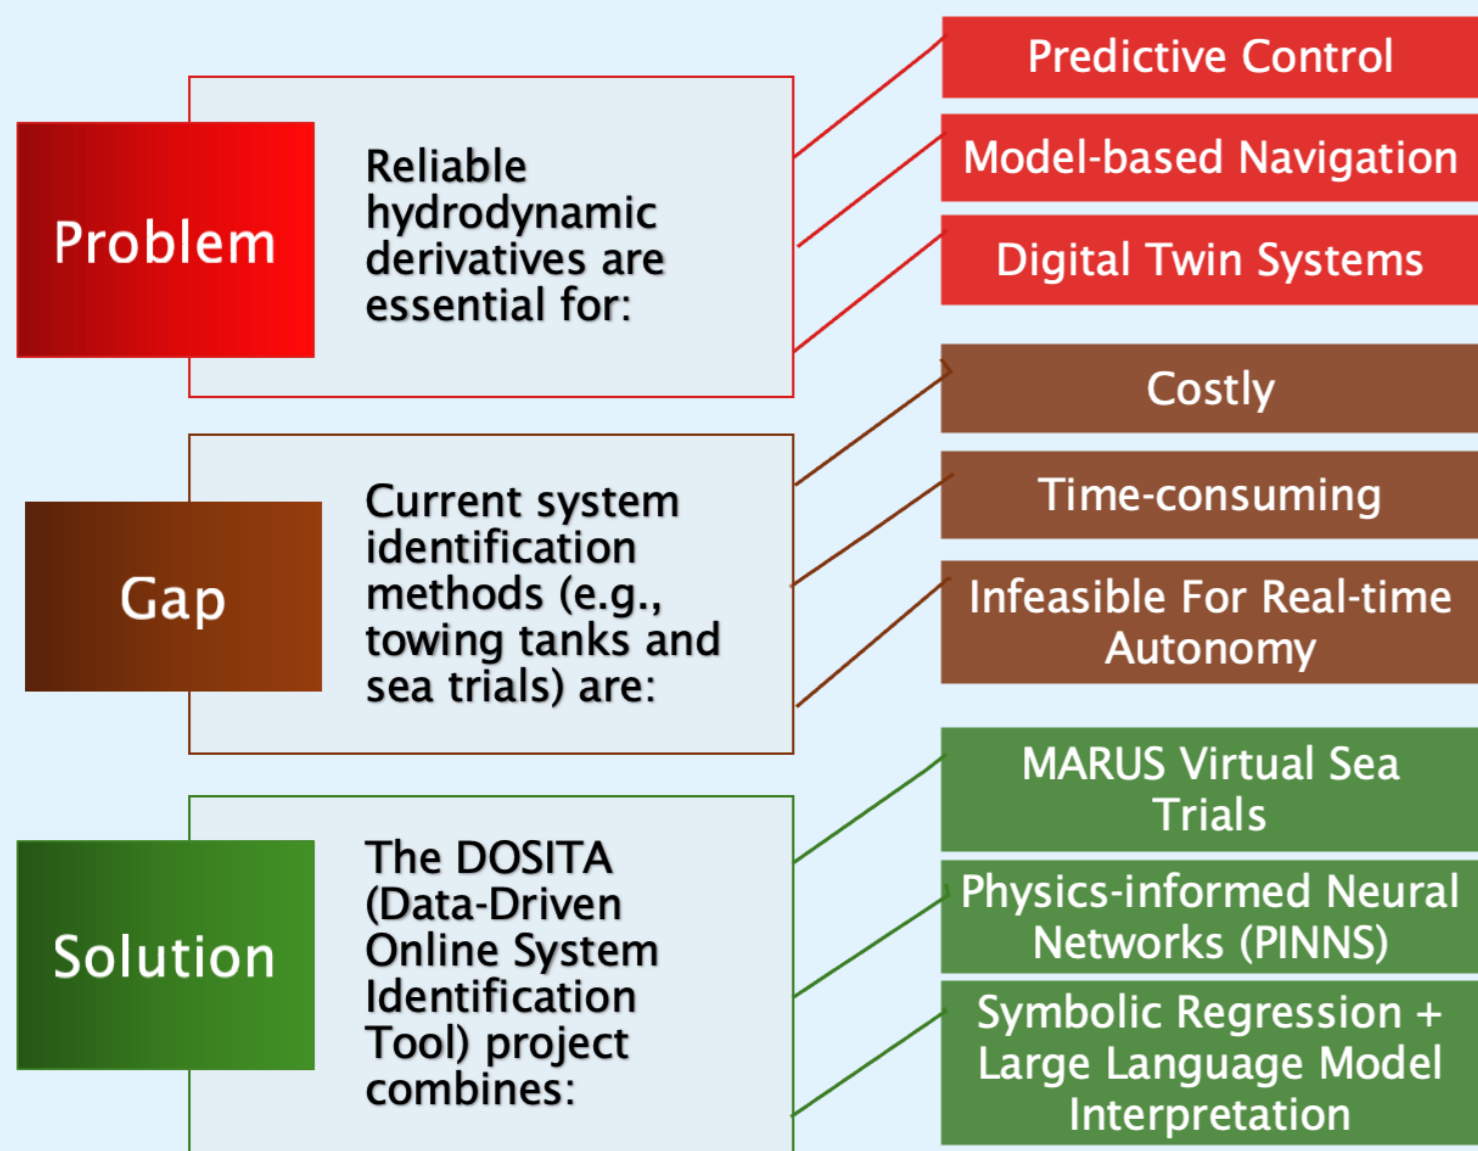 Problem
Reliable
hydrodynamic
derivatives are
essential for:
Predictive Control
Model-based Navigation
Digital Twin Systems
Gap
Current system
identification
methods (e.g.,
towing tanks and
sea trials) are:
Costly
Time-consuming
Infeasible For Real-time
Autonomy
Solution
The DOSITA
(Data-Driven
Online System
Identification
Tool) project
combines:
MARUS Virtual Sea
Trials
Physics-informed Neural
Networks (PINNS)
Symbolic Regression +
Large Language Model
Interpretation